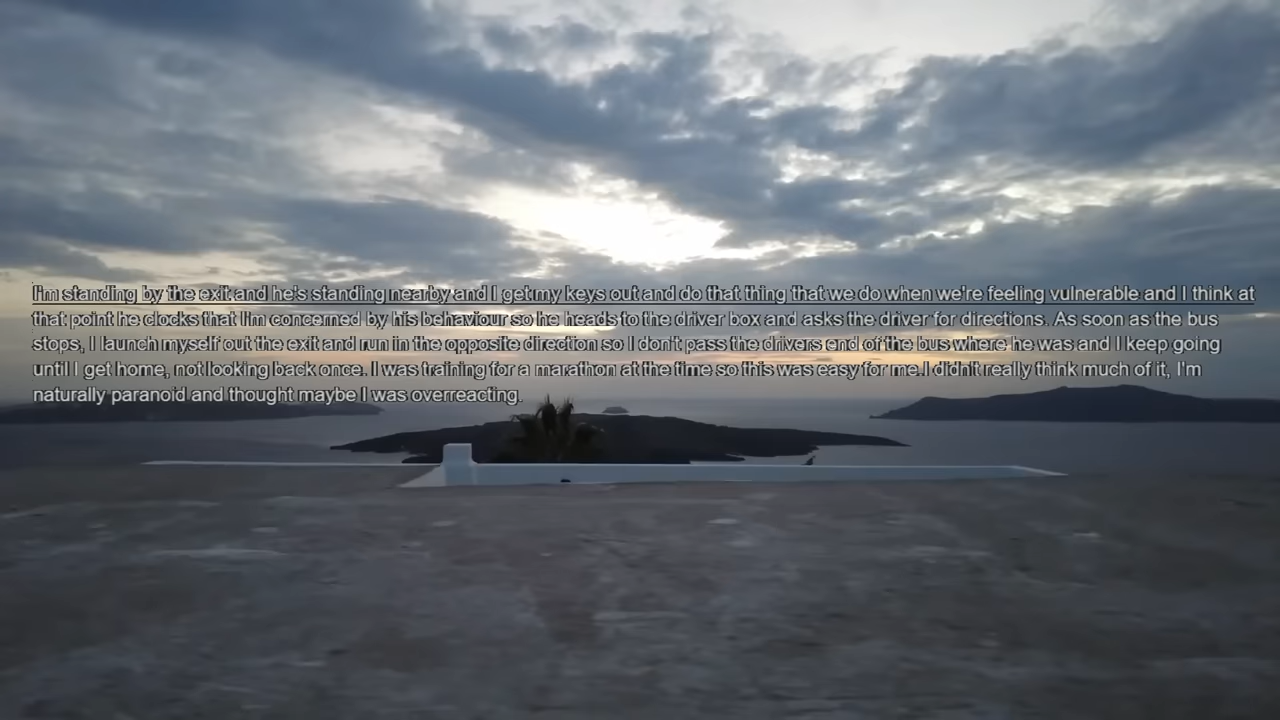 I'm standing by the exit and he's standing nearby and I get my keys out and do that thing that we do when we're feeling vulnerable and I think at
that point he clocks that I'm concerned by his behaviour so he heads to the driver box and asks the driver for directions. As soon as the bus
stops, I launch myself out the exit and run in the opposite direction so I don't pass the drivers end of the bus where he was and I keep going
until I get home, not looking back once. I was training for a marathon at the time so this was easy for me.I didn't really think much of it, I'm
naturally paranoid and thought maybe I was overreacting.